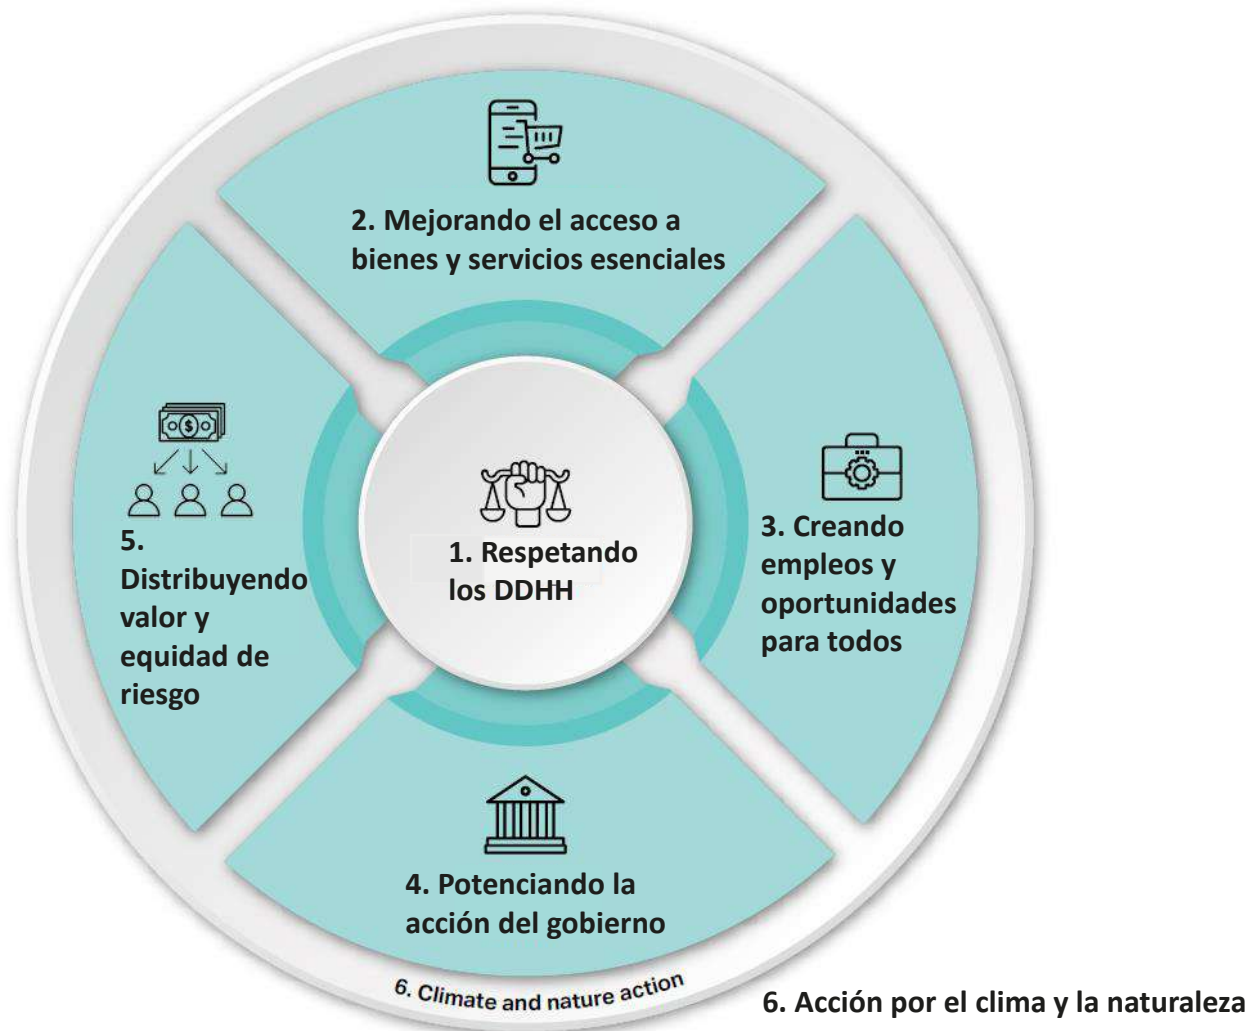 2. Mejorando el acceso a
bienes y servicios esenciales
1. Respetando
los DDHH
3. Creando
empleos y
oportunidades
para todos
5.
Distribuyendo
valor y
equidad de
riesgo
4. Potenciando la
acción del gobierno
6. Climate and nature action
6. Acción por el clima y la naturaleza